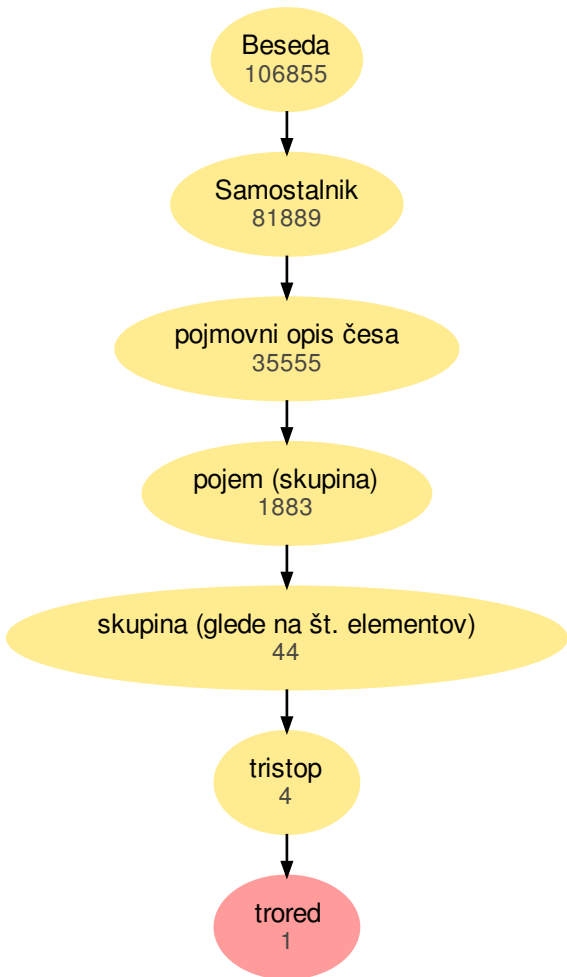 Beseda
106855
Samostalnik
81889
pojmovni opis česa
35555
pojem (skupina)
1883
skupina (glede na št. elementov)
44
tristop
4
trored
1